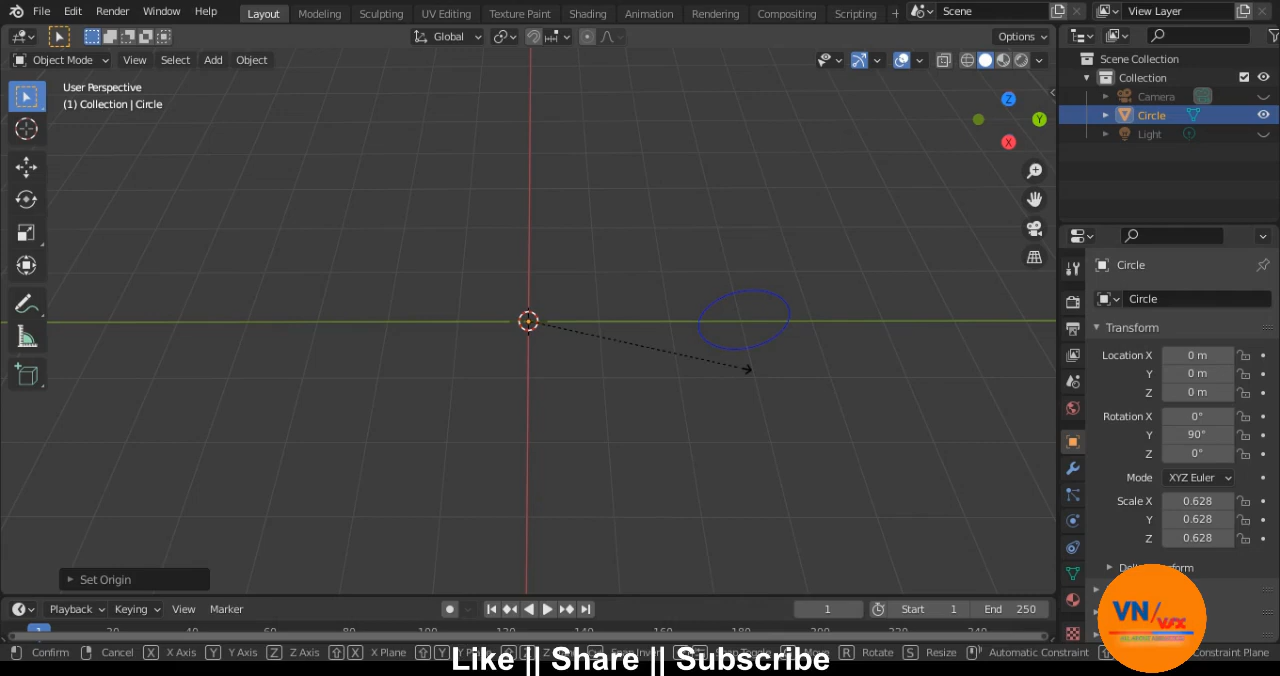 File Edit Render Window Help Layout Modeling Sculpting UV Editing Texture Paint Shading Animation Rendering Compositing Scripting + Scene View Layer
Global Options
Object Mode View Select Add Object
User Perspective
(1) Collection | Circle
Z
Y
X
Scene Collection
Collection
Camera
Circle
Light
Circle
Circle
Transform
Location X 0 m
Y 0 m
Z 0 m
Rotation X 0°
Y 90°
Z 0°
Mode XYZ Euler
Scale X 0.628
Y 0.628
Z 0.628
Set Origin
Playback Keying View Marker 1 Start 1 End 250
Confirm Cancel X X Axis Y Y Axis Z Z Axis X X Plane Y R Rotate S Resize Automatic Constraint
Like || Share || Subscribe
VN/
VFX